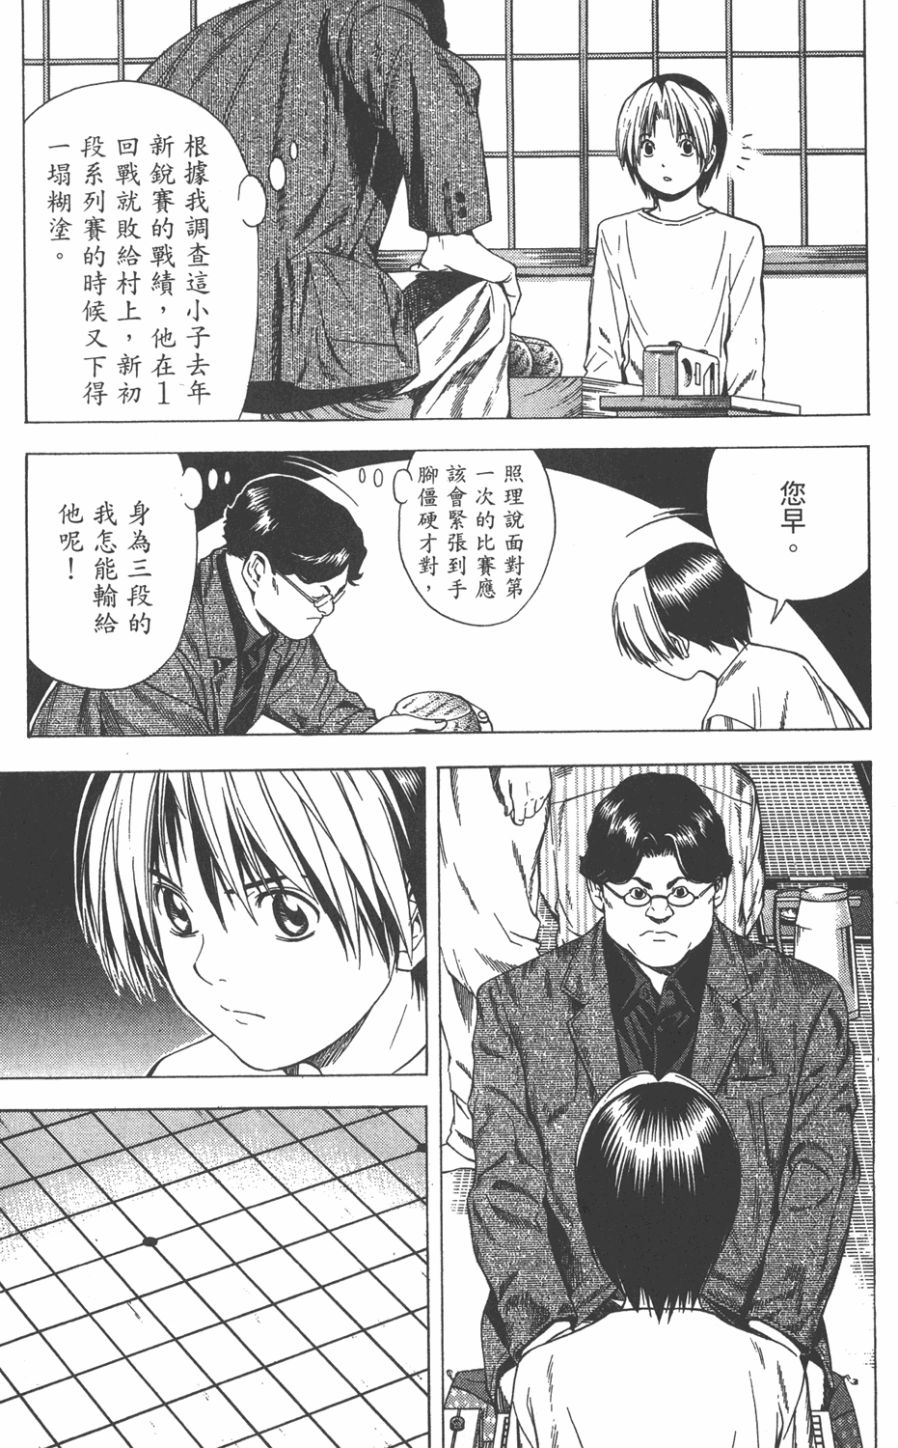 根據我調查這小子去年
新銳賽的戰績，他在1
回戰就敗給村上，新初
段系列賽的時候又下得
一塌糊塗。
您早。
照理說面對第
一次的比賽應
該會緊張到手
腳僵硬才對，
身為三段的
我怎能輸給
他呢！